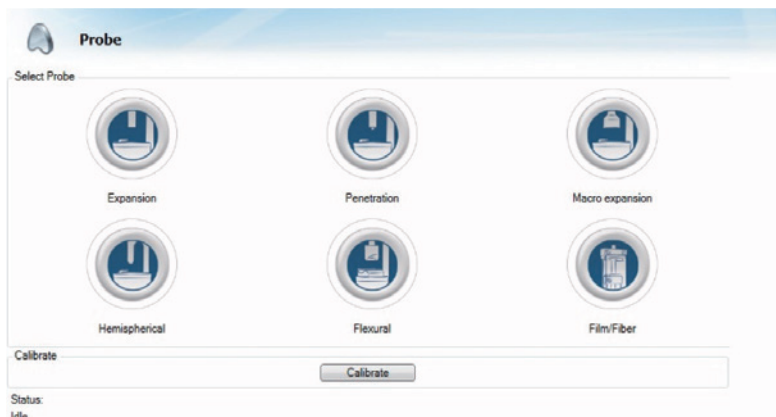 Probe
Select Probe
Expansion Penetration Macro expansion
Hemispherical Flexural Film/Fiber
Calibrate
Calibrate
Status:
Idle